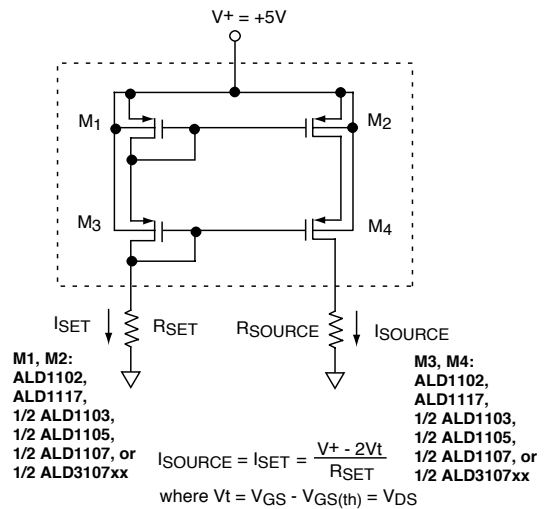 V+ = +5V
M1
M2
M3
M4
ISET
RSET
RSOURCE
ISOURCE
M1, M2:
ALD1102,
ALD1117,
1/2 ALD1103,
1/2 ALD1105,
1/2 ALD1107, or
1/2 ALD3107xx
M3, M4:
ALD1102,
ALD1117,
1/2 ALD1103,
1/2 ALD1105,
1/2 ALD1107, or
1/2 ALD3107xx
ISOURCE = ISET = V+ - 2Vt
RSET
where Vt = VGS - VGS(th) = VDS